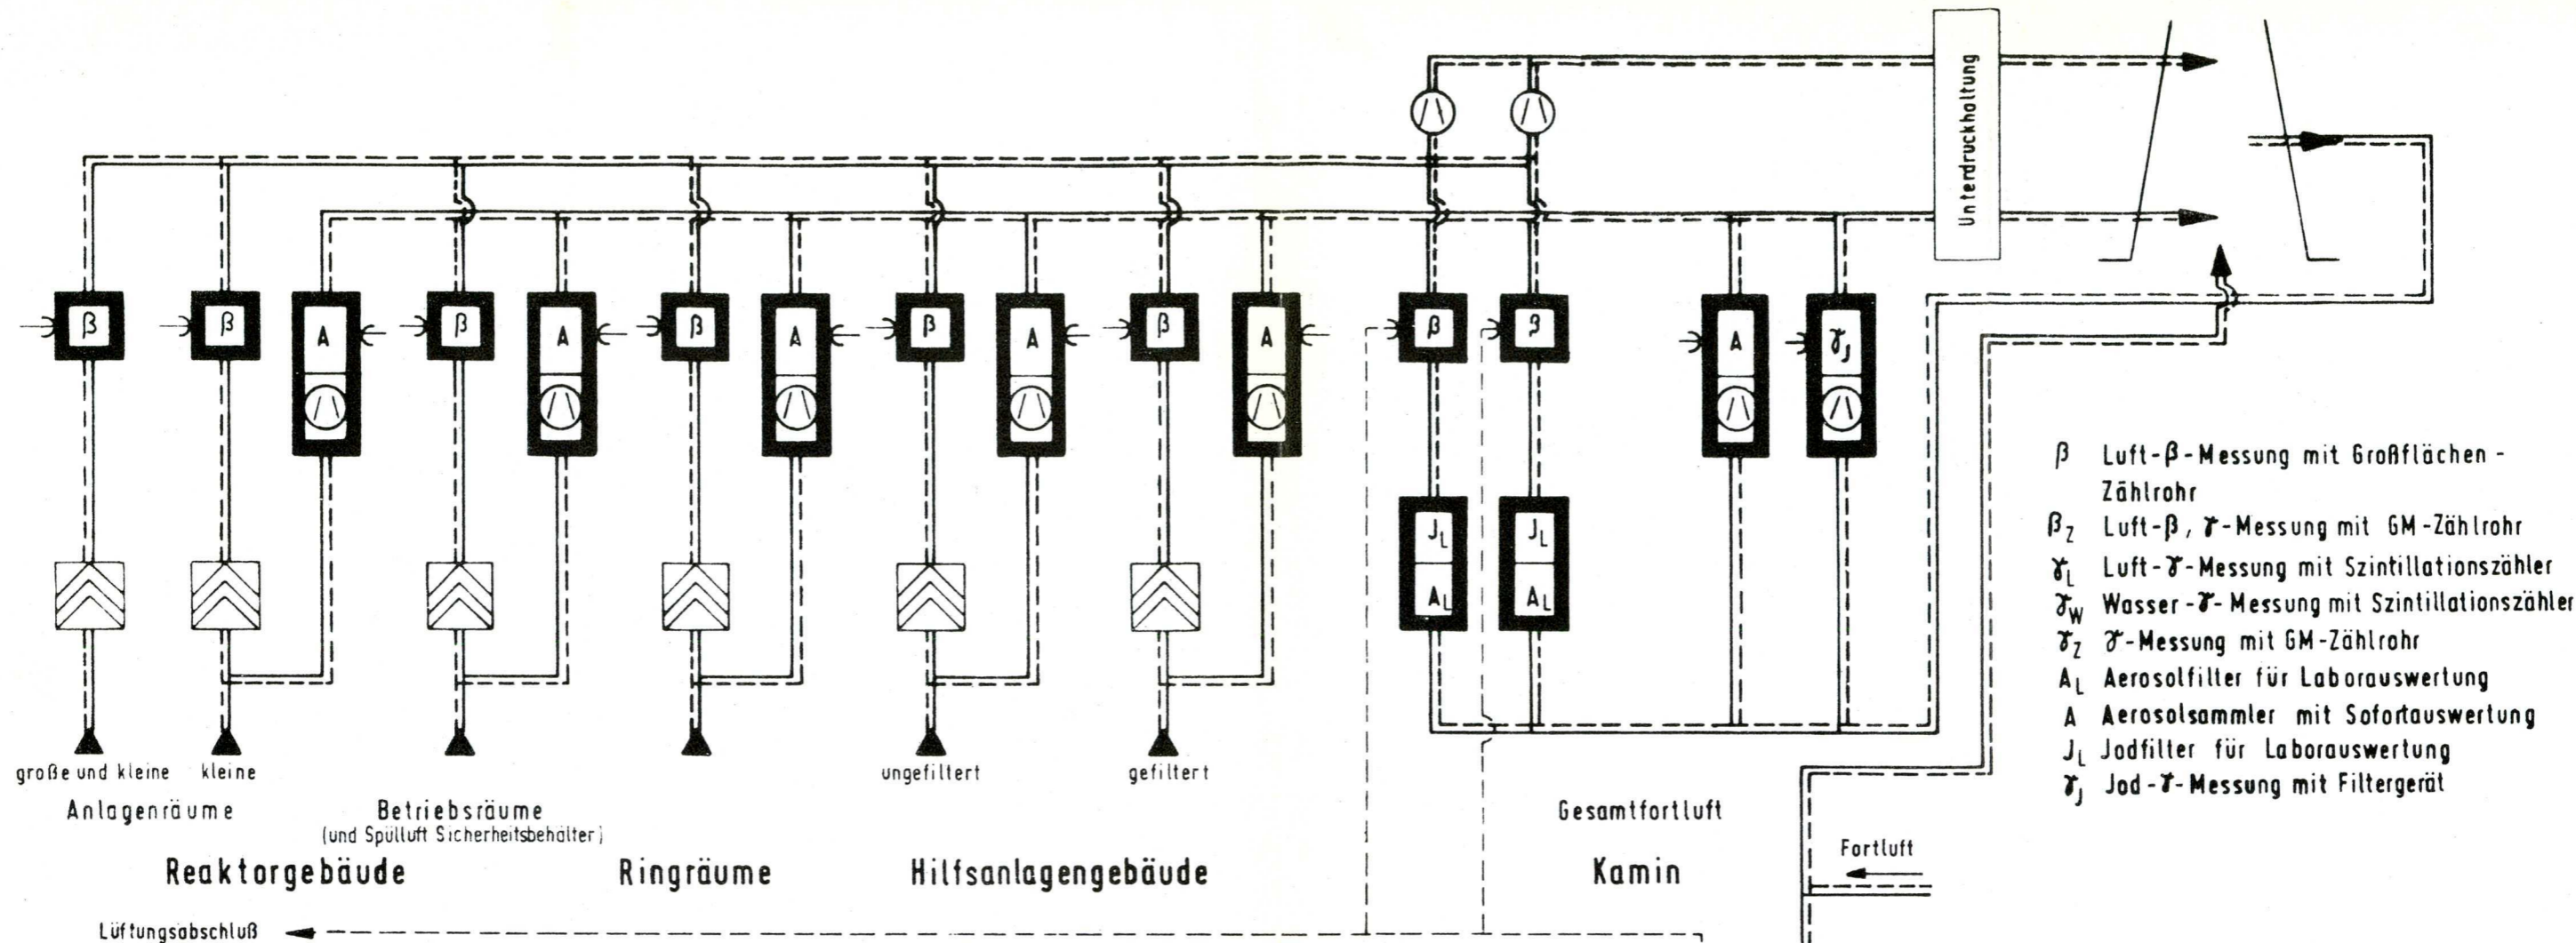 Unterdruckhaltung
β
β
A
β
A
β
A
β
A
β
A
β
β
A
γJ
JL
JL
AL
AL
β Luft-β-Messung mit Großflächen-
Zählrohr
βZ Luft-β, γ-Messung mit GM-Zählrohr
γL Luft-γ-Messung mit Szintillationszähler
γW Wasser-γ-Messung mit Szintillationszähler
γZ γ-Messung mit GM-Zählrohr
AL Aerosolfilter für Laborauswertung
A Aerosolsammler mit Sofortauswertung
JL Jodfilter für Laborauswertung
γJ Jod-γ-Messung mit Filtergerät
große und kleine kleine
ungefiltert
gefiltert
Anlagenräume
Betriebsräume
(und Spülluft Sicherheitsbehälter)
Gesamtfortluft
Reaktorgebäude
Ringräume
Hilfsanlagengebäude
Kamin
Fortluft
Lüftungsabschluß